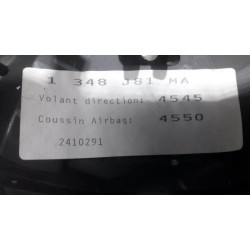 1 348 J81 MA
Volant direction: 4545
Coussin Airbag: 4550
2410291